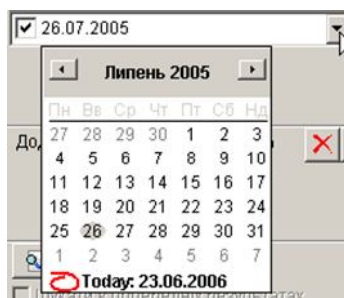 26.07.2005
Липень 2005
Пн Вв Ср Чт Пт Сб Нд
27 28 29 30 1 2 3
До
4 5 6 7 8 9 10
11 12 13 14 15 16 17
18 19 20 21 22 23 24
25 26 27 28 29 30 31
1 2 3 4 5 6 7
Today: 23.06.2006